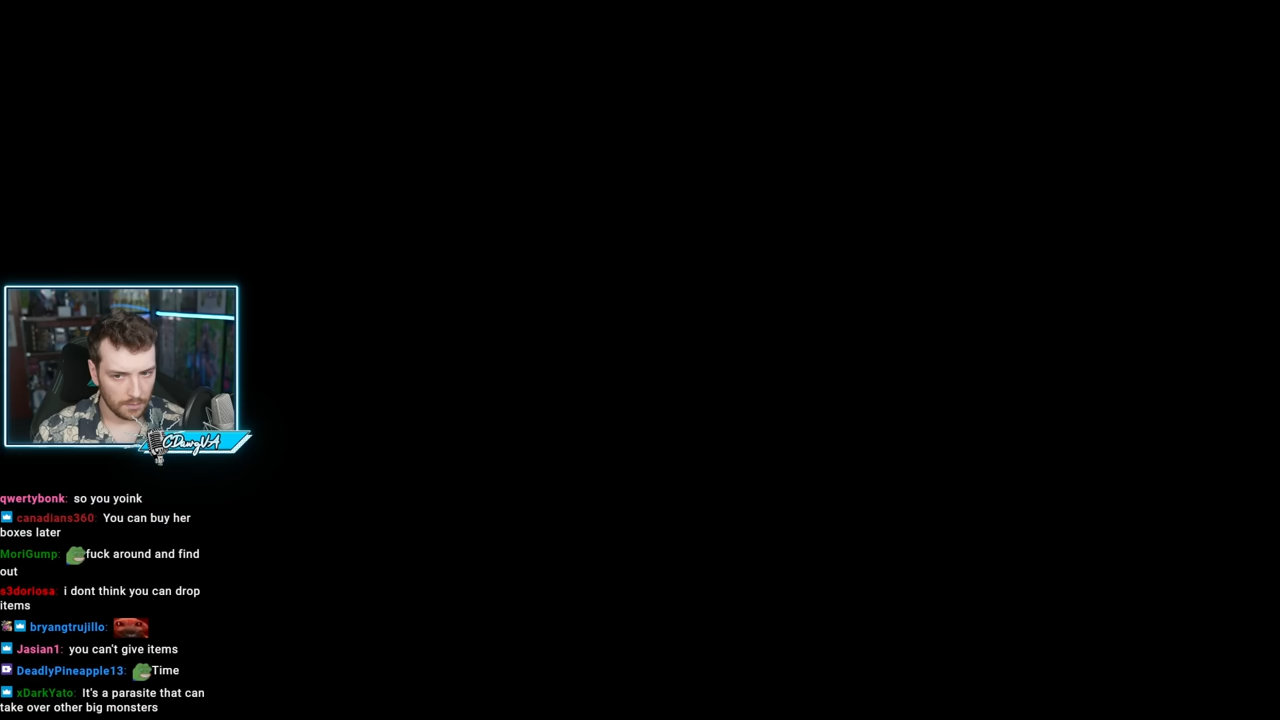 CDawgVA
qwertybonk: so you yoink
canadians360: You can buy her
boxes later
MoriGump: fuck around and find
out
s3doriosa: i dont think you can drop
items
bryangtrujillo:
Jasian1: you can't give items
DeadlyPineapple13: Time
xDarkYato: It's a parasite that can
take over other big monsters